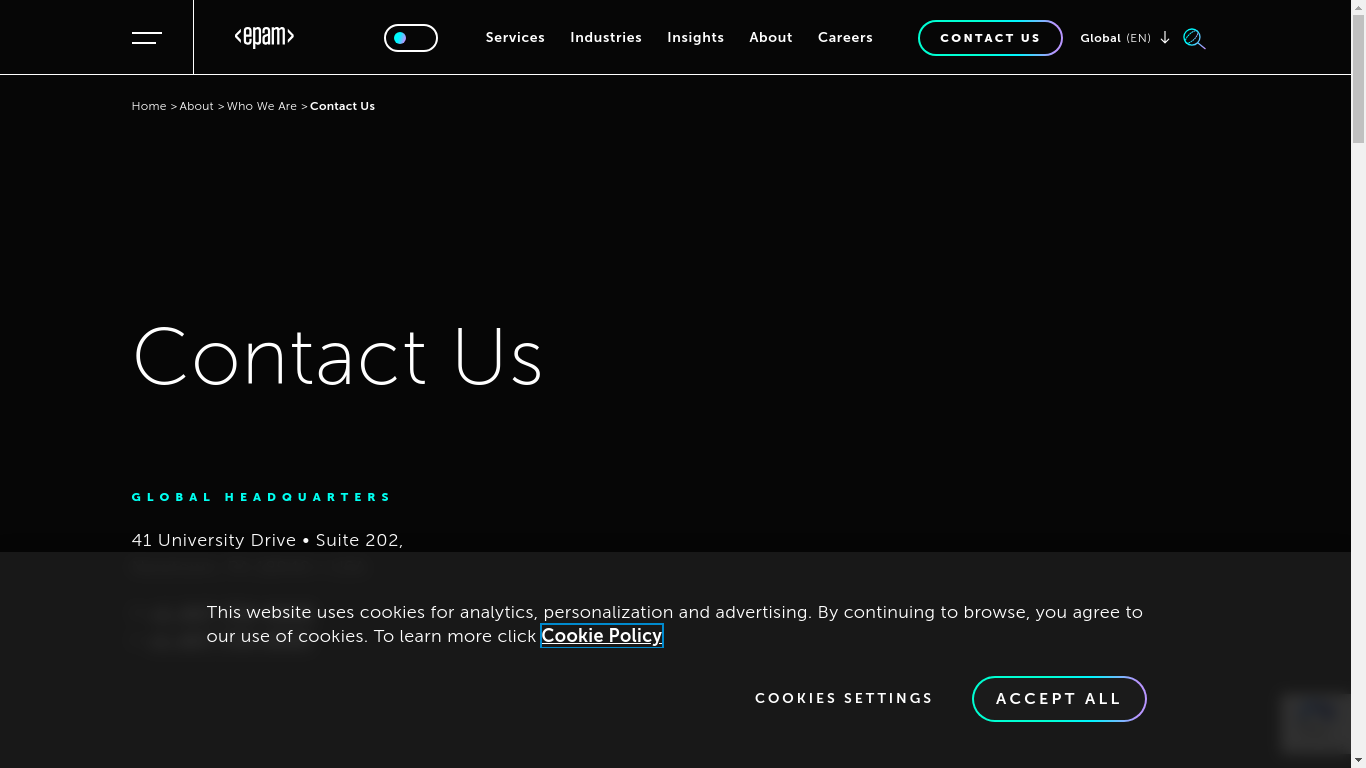 <epam>
Services
Industries
Insights
About
Careers
CONTACT US
Global (EN)
Home > About > Who We Are > Contact Us
Contact Us
GLOBAL HEADQUARTERS
41 University Drive • Suite 202,
This website uses cookies for analytics, personalization and advertising. By continuing to browse, you agree to
our use of cookies. To learn more click Cookie Policy
COOKIES SETTINGS
ACCEPT ALL